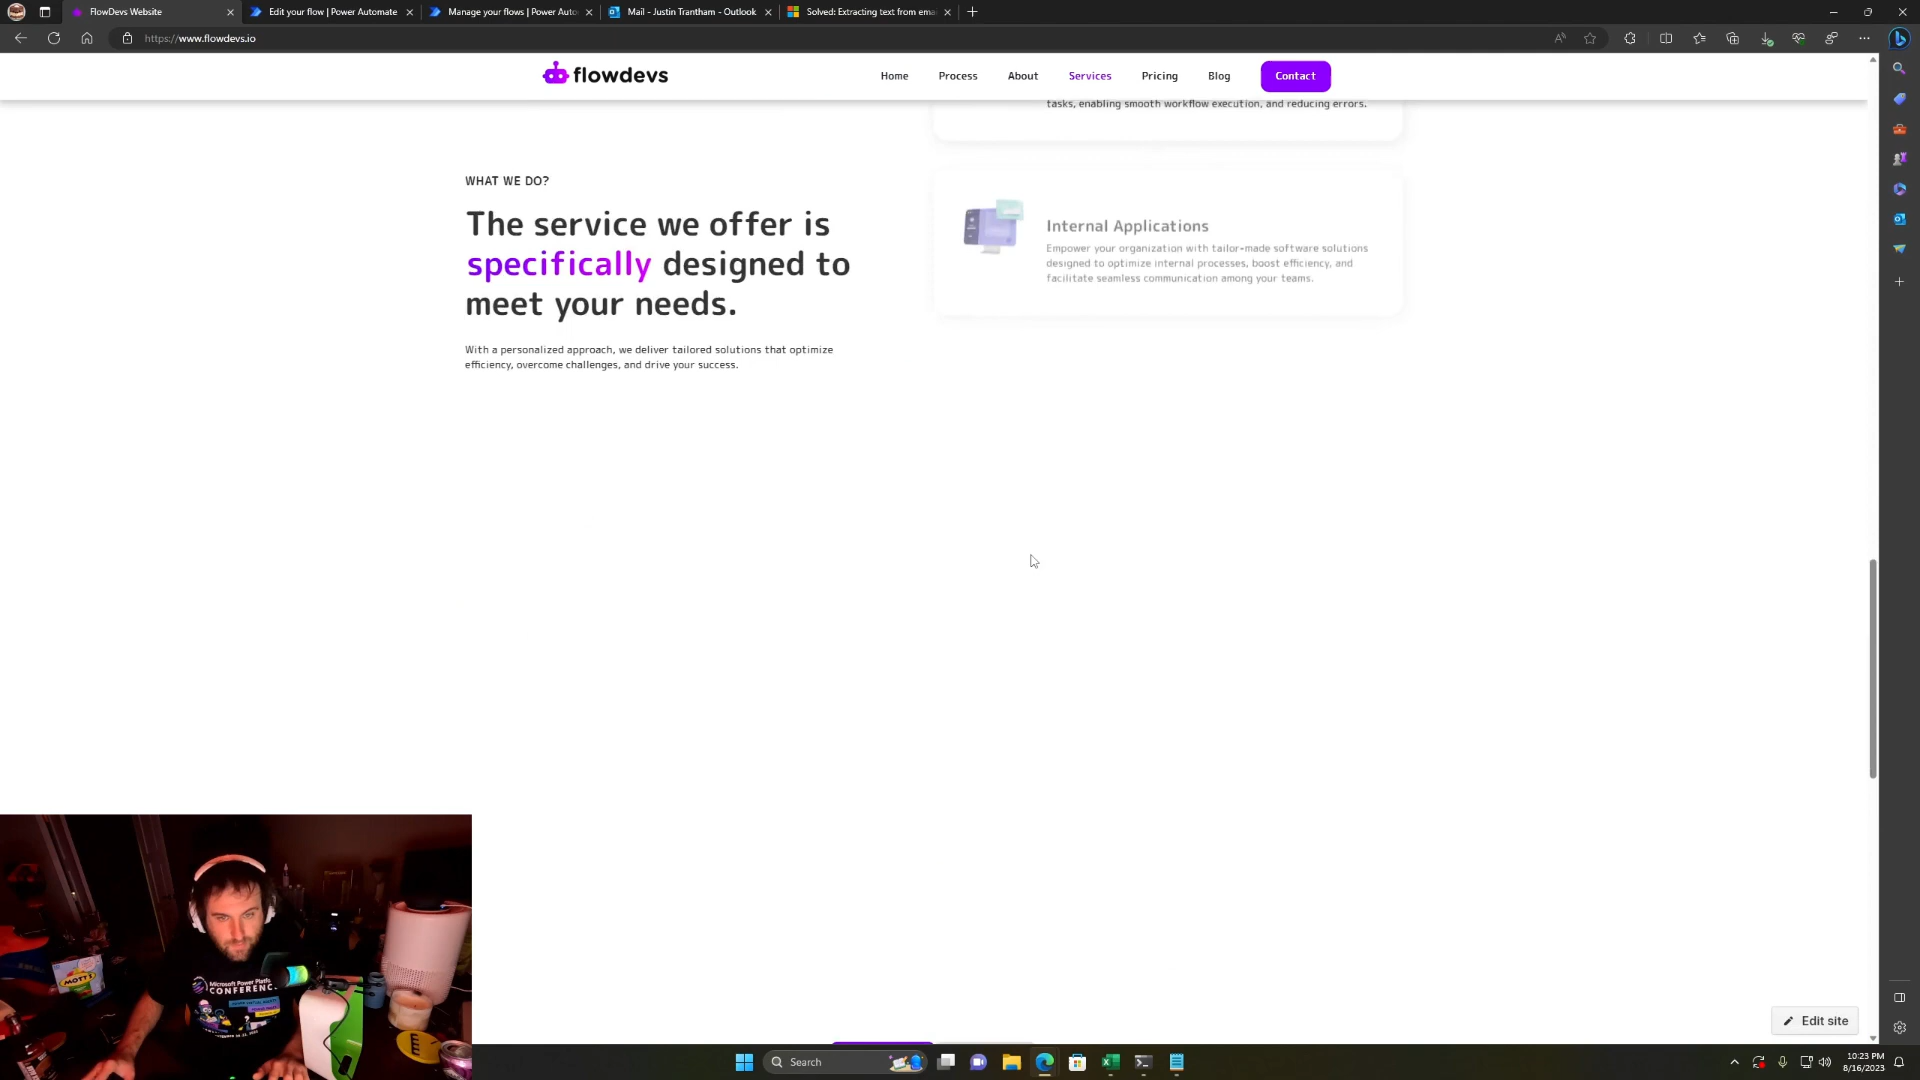 FlowDevs Website
Edit your flow | Power Automate
Manage your flows | Power Auto
Mail - Justin Trantham - Outlook
Solved: Extracting text from ema
https://www.flowdevs.io
flowdevs
Home
Process
About
Services
Pricing
Blog
Contact
tasks, enabling smooth workflow execution, and reducing errors.
WHAT WE DO?
The service we offer is
specifically designed to
meet your needs.
With a personalized approach, we deliver tailored solutions that optimize
efficiency, overcome challenges, and drive your success.
Internal Applications
Empower your organization with tailor-made software solutions
designed to optimize internal processes, boost efficiency, and
facilitate seamless communication among your teams.
MOTT'S
Microsoft Power Platfo
CONFERENCE
Edit site
Search
10:23 PM
8/16/2023